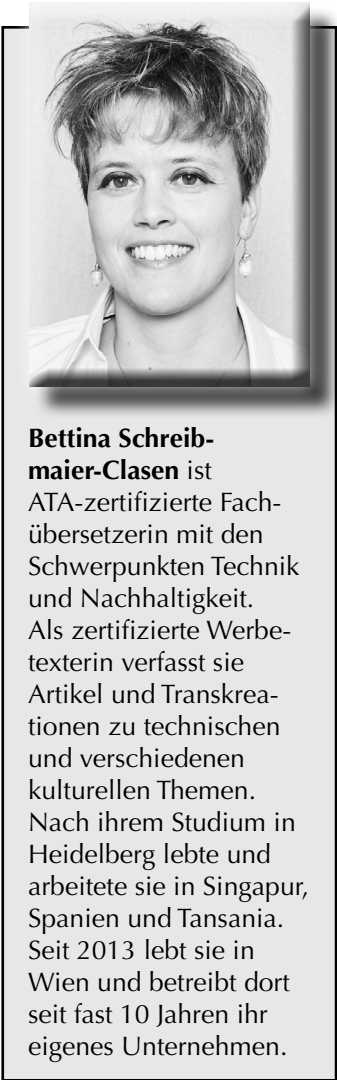 Bettina Schreib-
maier-Clasen ist
ATA-zertifizierte Fach-
übersetzerin mit den
Schwerpunkten Technik
und Nachhaltigkeit.
Als zertifizierte Werbe-
texterin verfasst sie
Artikel und Transkrea-
tionen zu technischen
und verschiedenen
kulturellen Themen.
Nach ihrem Studium in
Heidelberg lebte und
arbeitete sie in Singapur,
Spanien und Tansania.
Seit 2013 lebt sie in
Wien und betreibt dort
seit fast 10 Jahren ihr
eigenes Unternehmen.